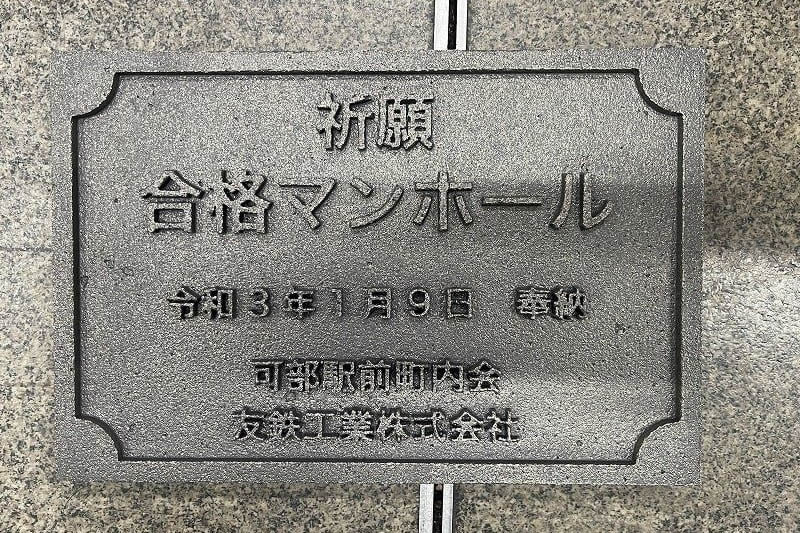 祈願
合格マンホール
令和3年1月9日　奉納
可部駅前町内会
友鉄工業株式会社